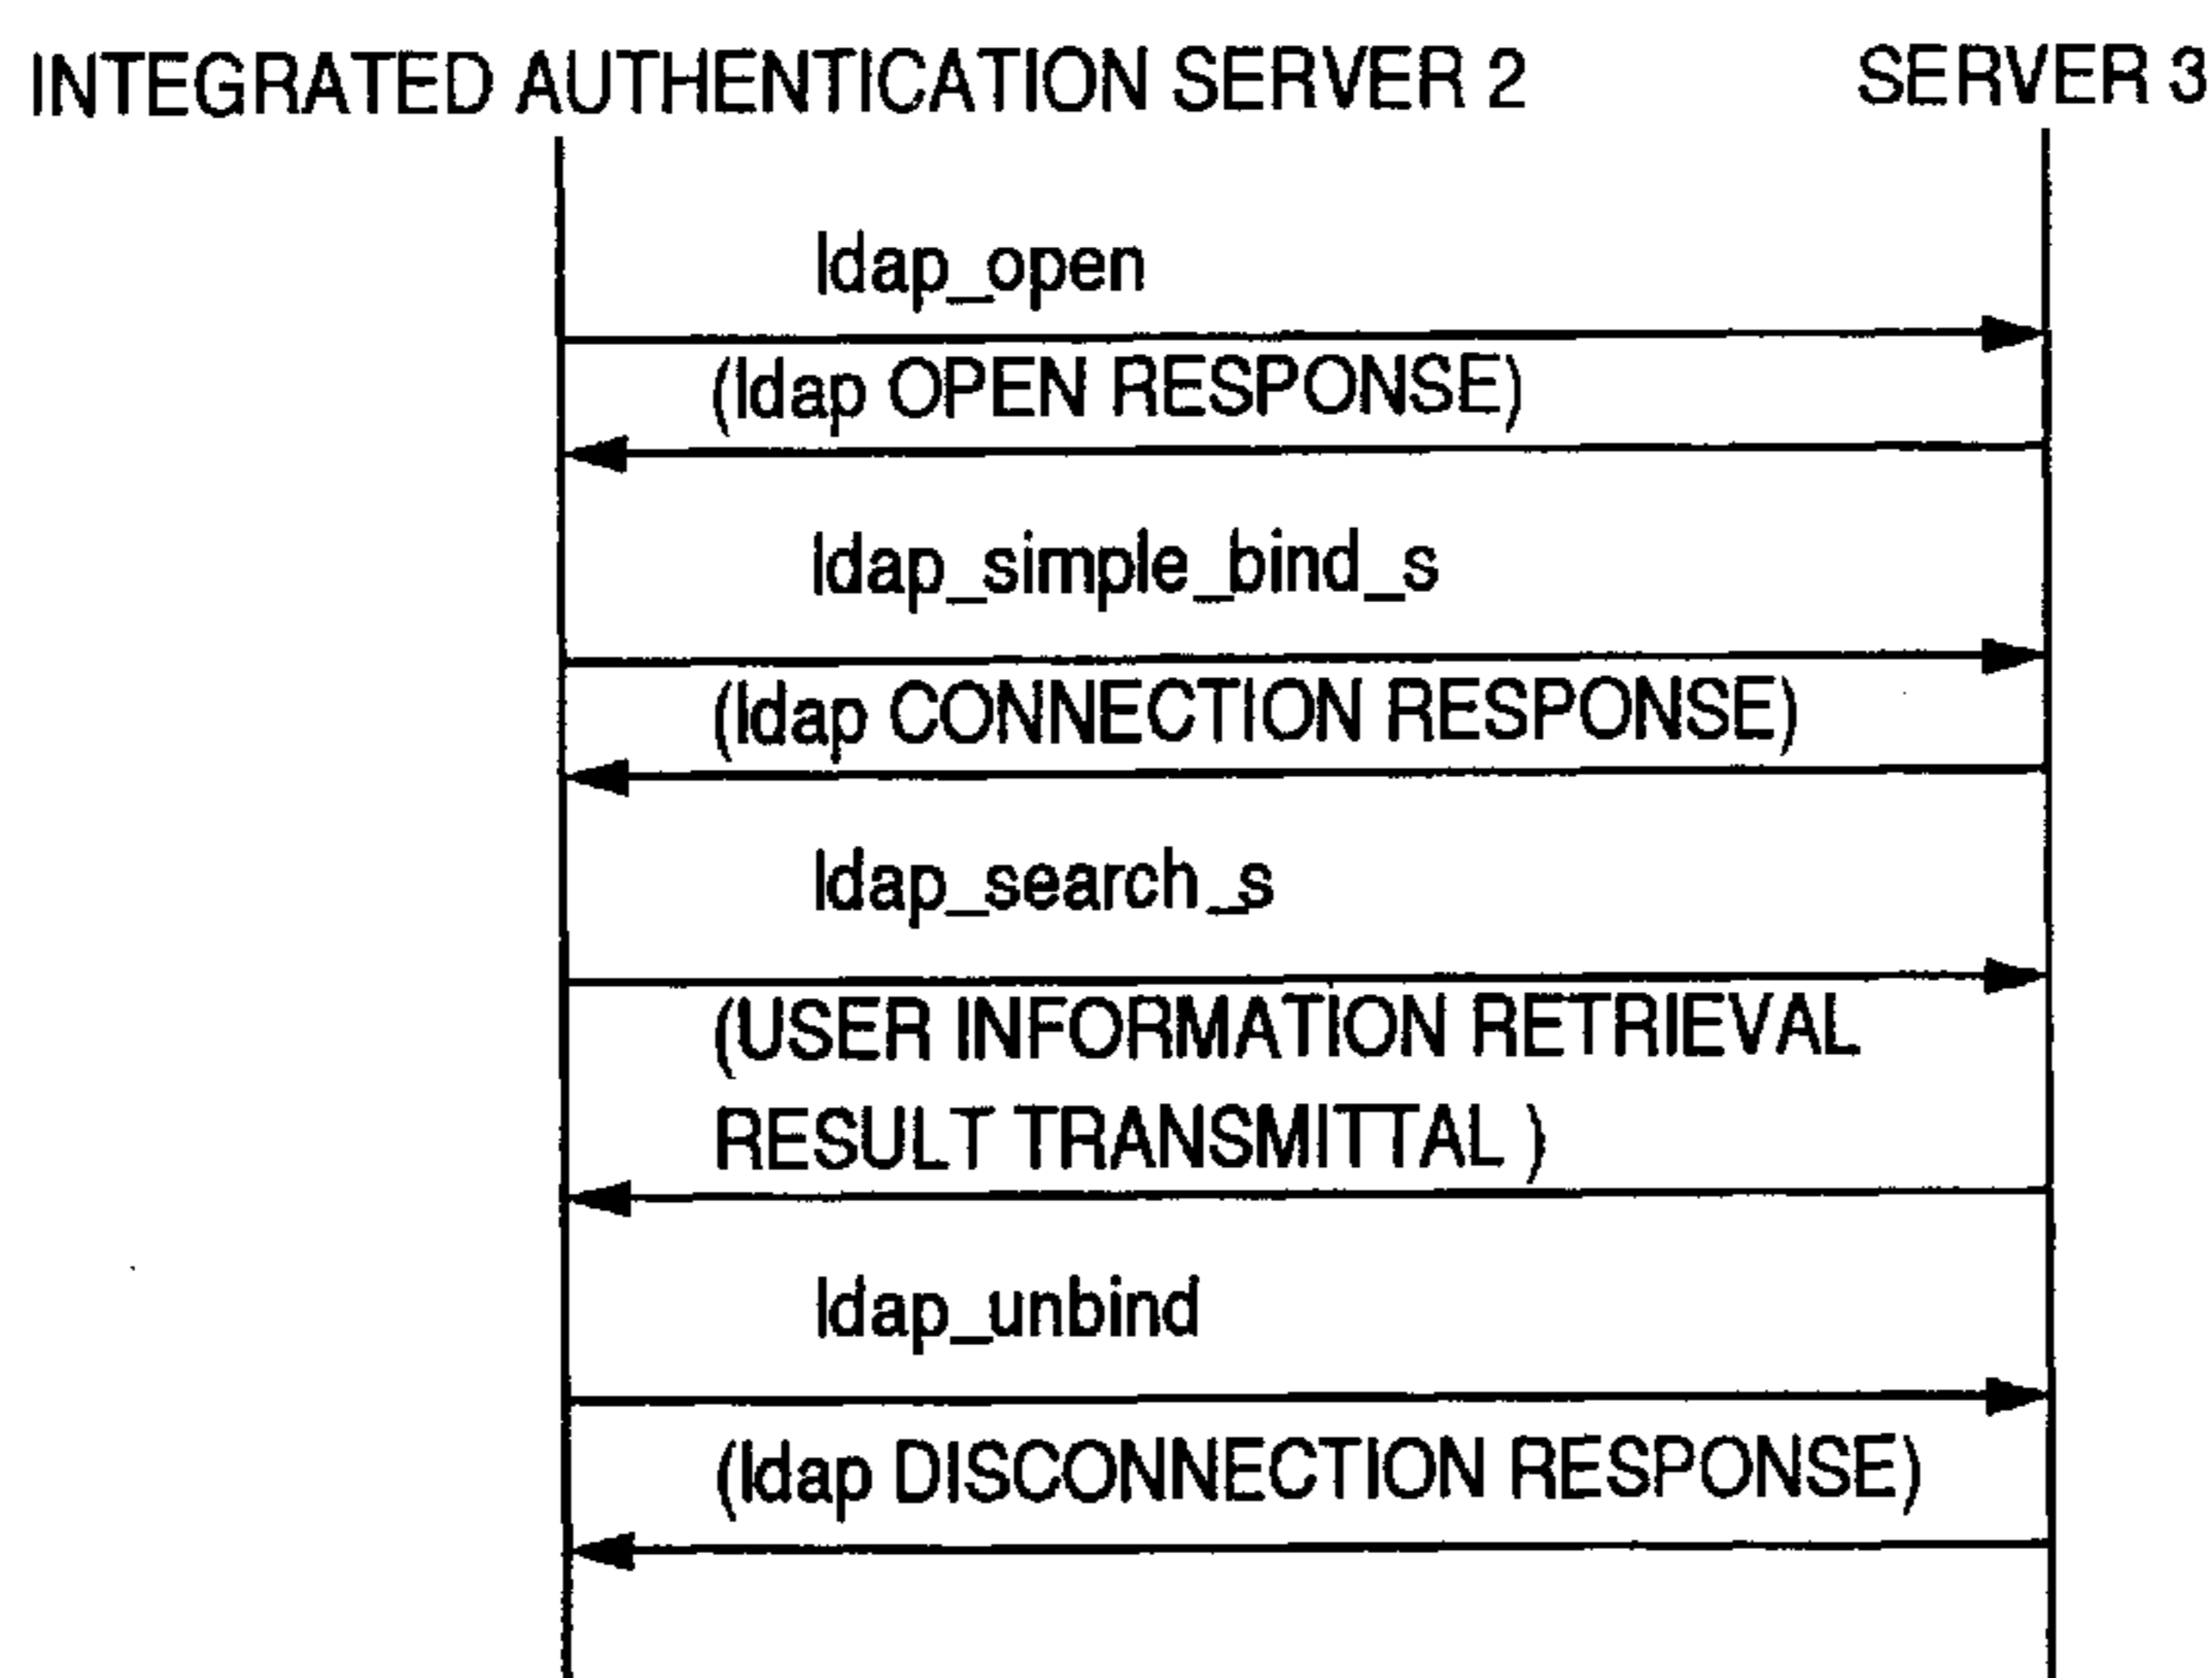 INTEGRATED AUTHENTICATION SERVER 2 SERVER 3
ldap_open
(ldap OPEN RESPONSE)
ldap_simple_bind_s
(ldap CONNECTION RESPONSE)
ldap_search_s
(USER INFORMATION RETRIEVAL
RESULT TRANSMITTAL )
ldap_unbind
(ldap DISCONNECTION RESPONSE)